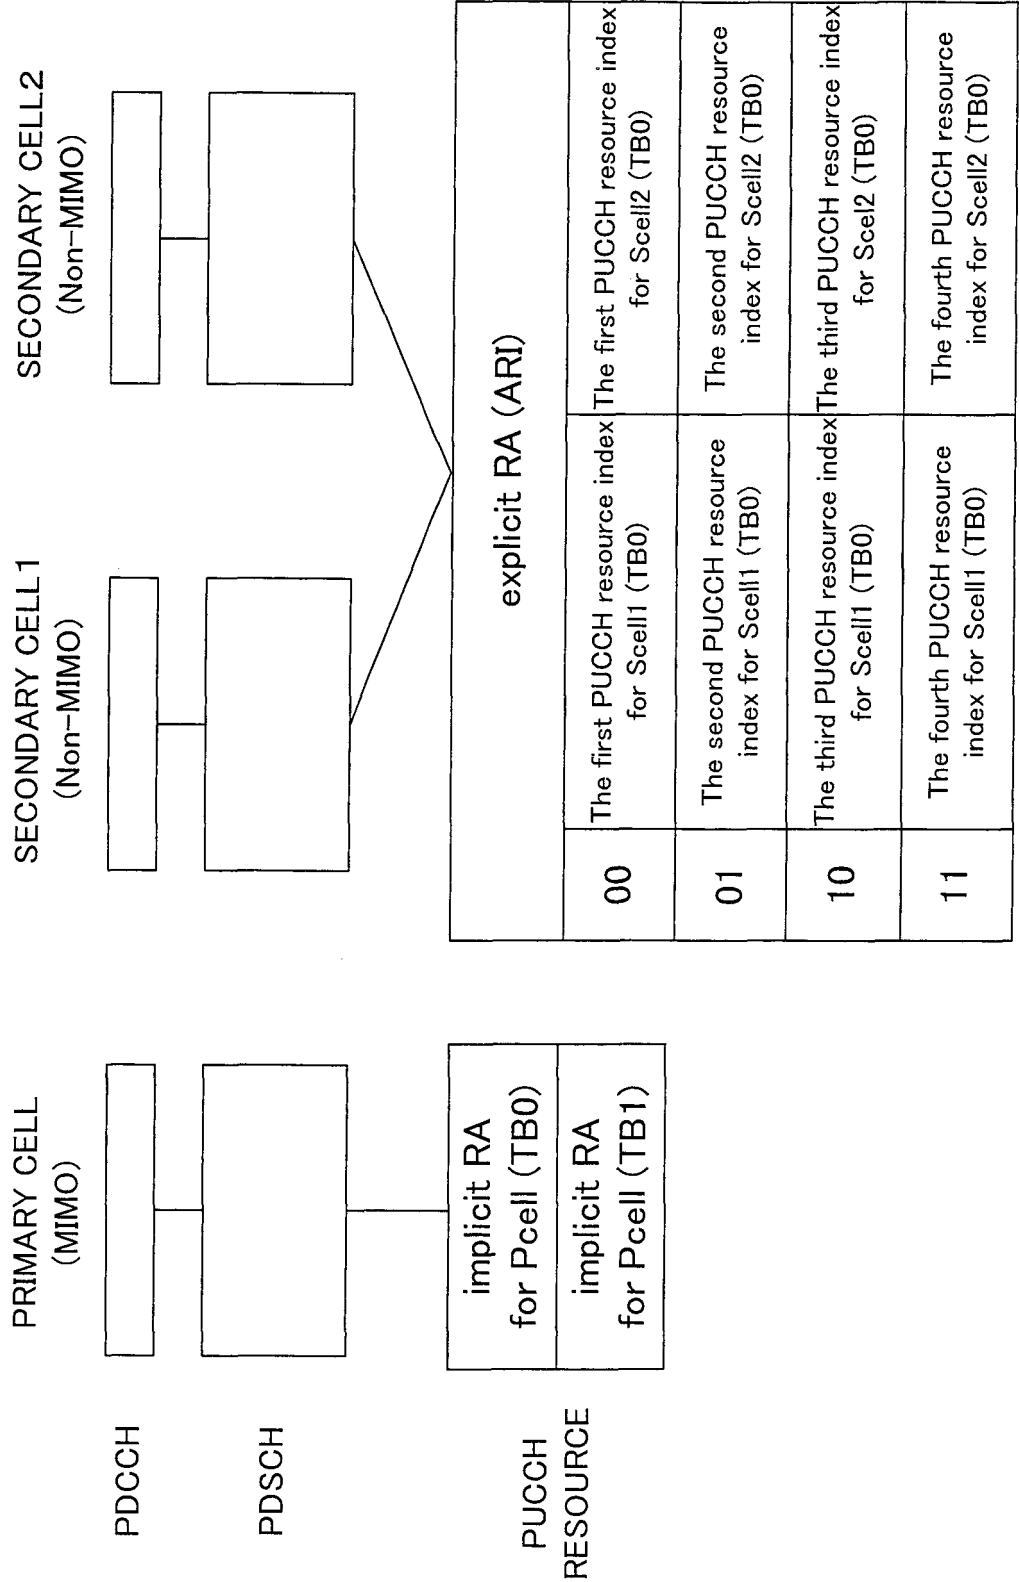 PRIMARY CELL
(MIMO)
SECONDARY CELL1
(Non-MIMO)
SECONDARY CELL2
(Non-MIMO)
PDCCH
PDSCH
PUCCH
RESOURCE
implicit RA
for Pcell (TB0)
implicit RA
for Pcell (TB1)
explicit RA (ARI)
00
The first PUCCH resource index
for Scell1 (TB0)
The first PUCCH resource index
for Scell2 (TB0)
01
The second PUCCH resource
index for Scell1 (TB0)
The second PUCCH resource
index for Scell2 (TB0)
10
The third PUCCH resource index
for Scell1 (TB0)
The third PUCCH resource index
for Scel2 (TB0)
11
The fourth PUCCH resource
index for Scell1 (TB0)
The fourth PUCCH resource
index for Scell2 (TB0)